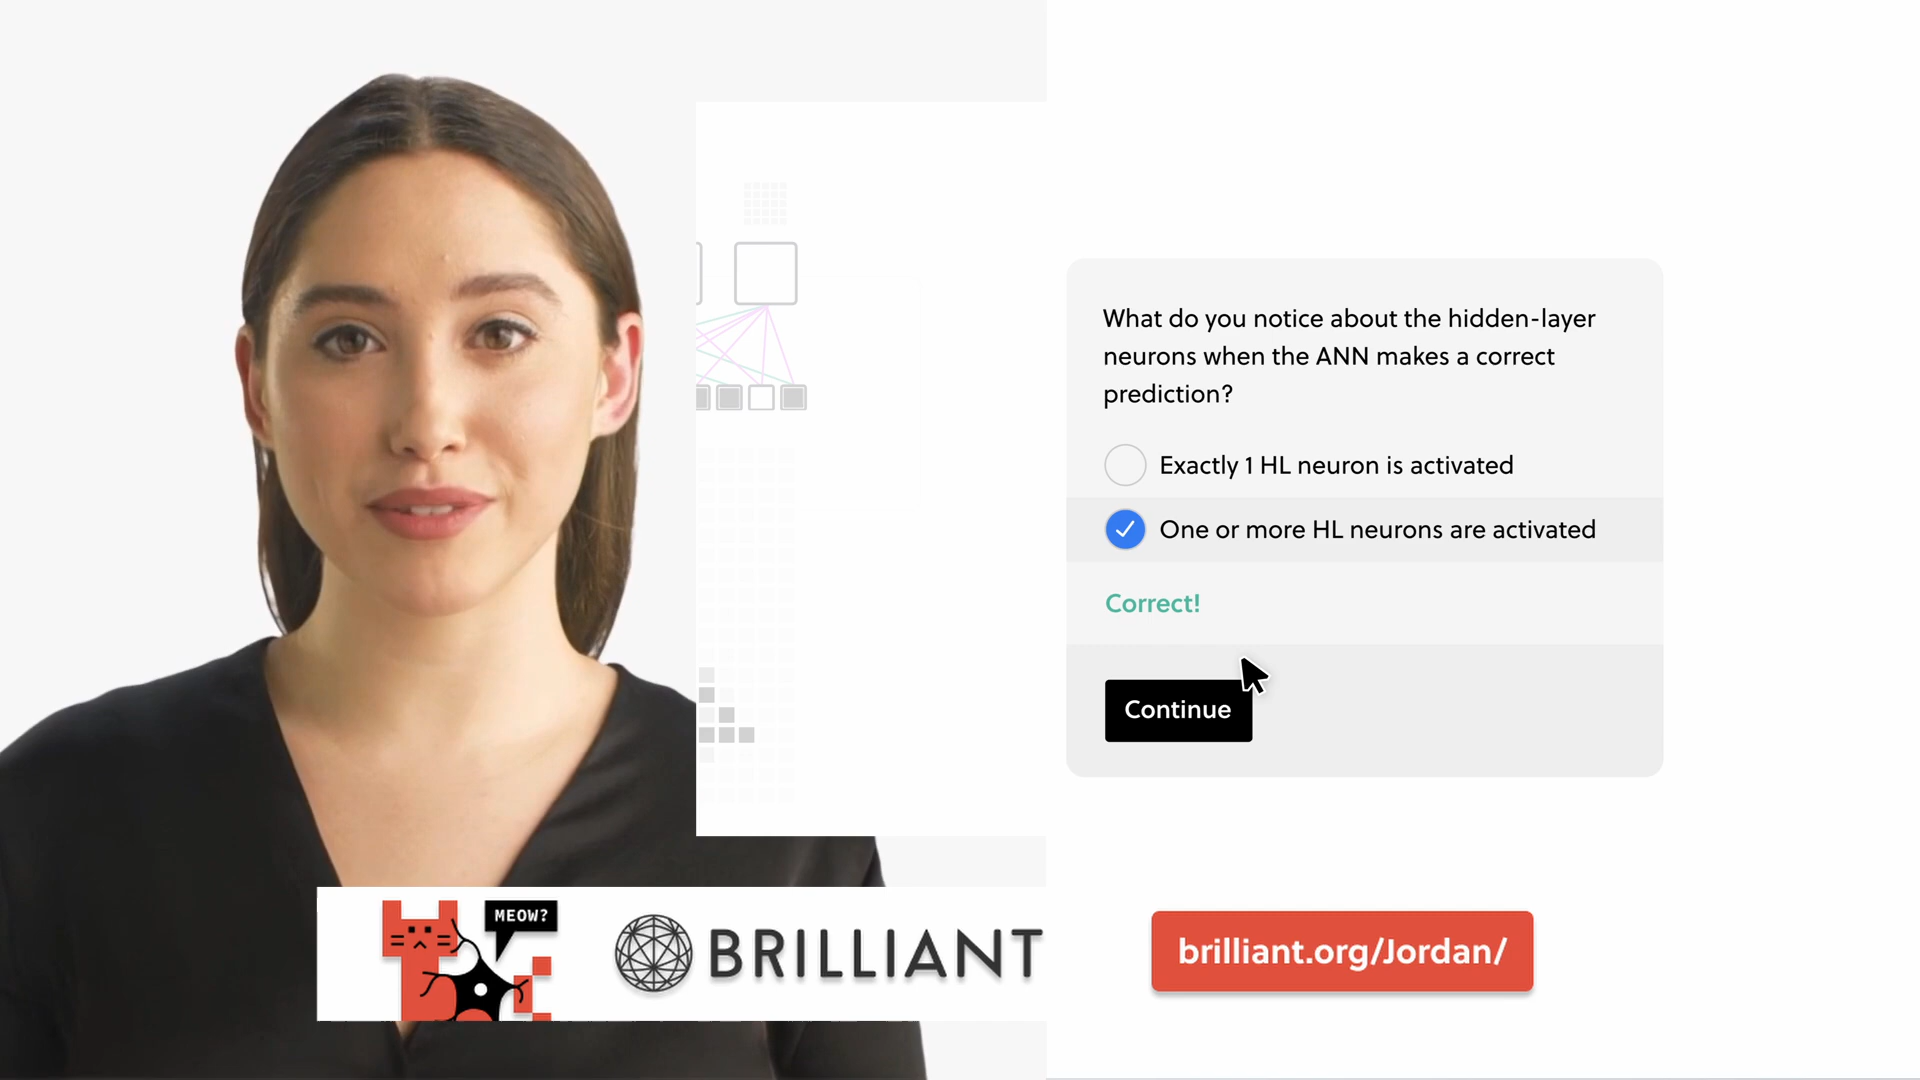 What do you notice about the hidden-layer
neurons when the ANN makes a correct
prediction?
Exactly 1 HL neuron is activated
One or more HL neurons are activated
Correct!
Continue
MEOW?
BRILLIANT
brilliant.org/Jordan/